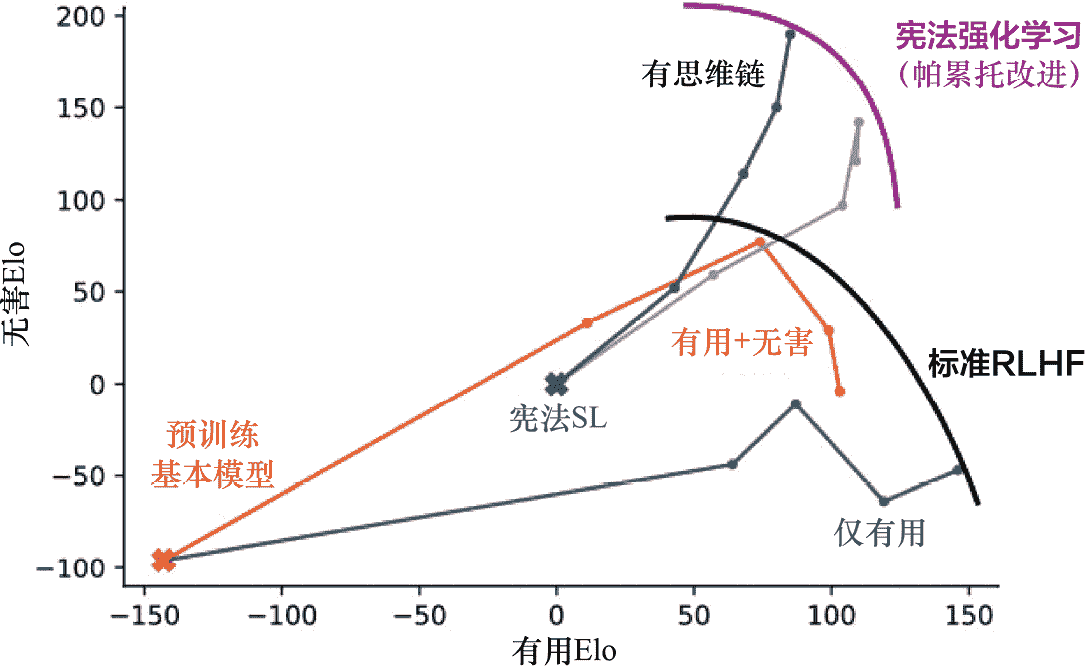 200
150
100
50
0
−50
−100
无害Elo
−150
−100
−50
0
50
100
150
有用Elo
宪法强化学习
（帕累托改进）
有思维链
有用+无害
标准RLHF
宪法SL
预训练
基本模型
仅有用